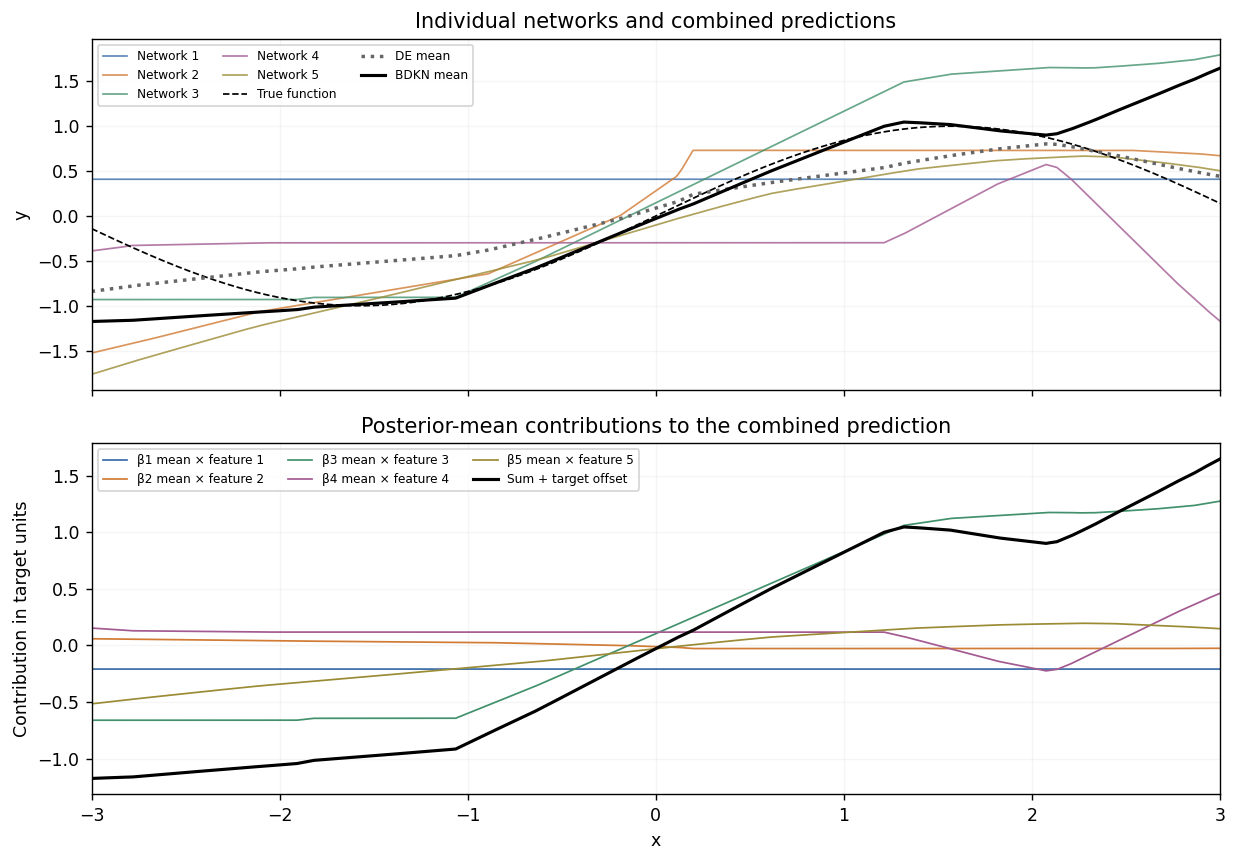 Individual networks and combined predictions
Network 1
Network 2
Network 3
Network 4
Network 5
True function
DE mean
BDKN mean
y
1.5
1.0
0.5
0.0
−0.5
−1.0
−1.5
Posterior-mean contributions to the combined prediction
β1 mean × feature 1
β2 mean × feature 2
β3 mean × feature 3
β4 mean × feature 4
β5 mean × feature 5
Sum + target offset
Contribution in target units
1.5
1.0
0.5
0.0
−0.5
−1.0
−3 −2 −1 0 1 2 3
x